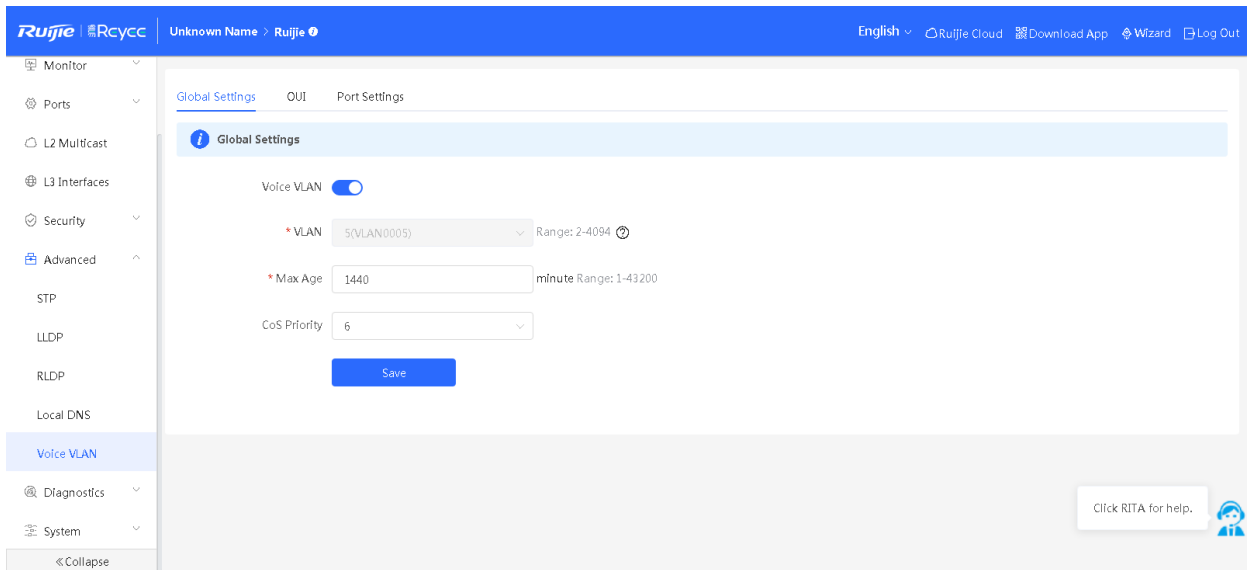 Ruijie Rcycc Unknown Name > Ruijie English Ruijie Cloud Download App Wizard Log Out
Monitor
Ports
L2 Multicast
L3 Interfaces
Security
Advanced
STP
LLDP
RLDP
Local DNS
Voice VLAN
Diagnostics
System
«Collapse
Global Settings OUI Port Settings
Global Settings
Voice VLAN
* VLAN 5(VLAN0005) Range: 2-4094
* Max Age 1440 minute Range: 1-43200
CoS Priority 6
Save
Click RITA for help.